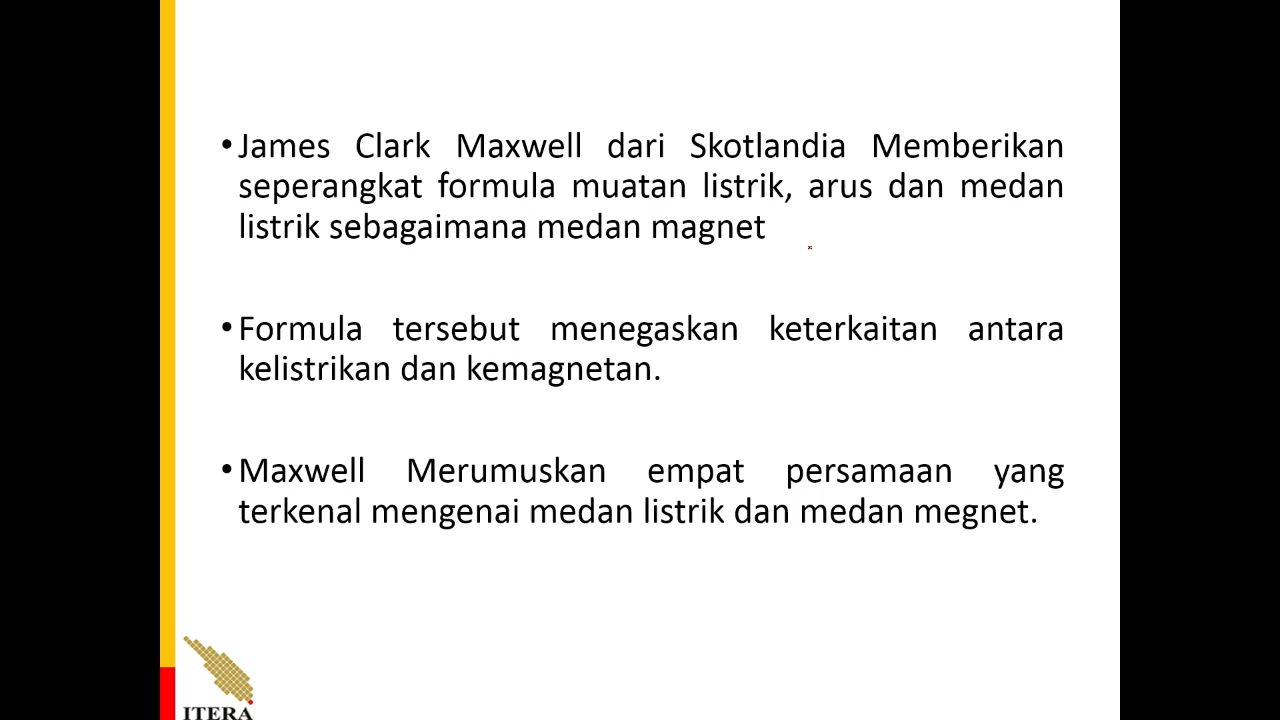 •James Clark Maxwell dari Skotlandia Memberikan
seperangkat formula muatan listrik, arus dan medan
listrik sebagaimana medan magnet
•Formula tersebut menegaskan keterkaitan antara
kelistrikan dan kemagnetan.
•Maxwell Merumuskan empat persamaan yang
terkenal mengenai medan listrik dan medan megnet.
ITERA